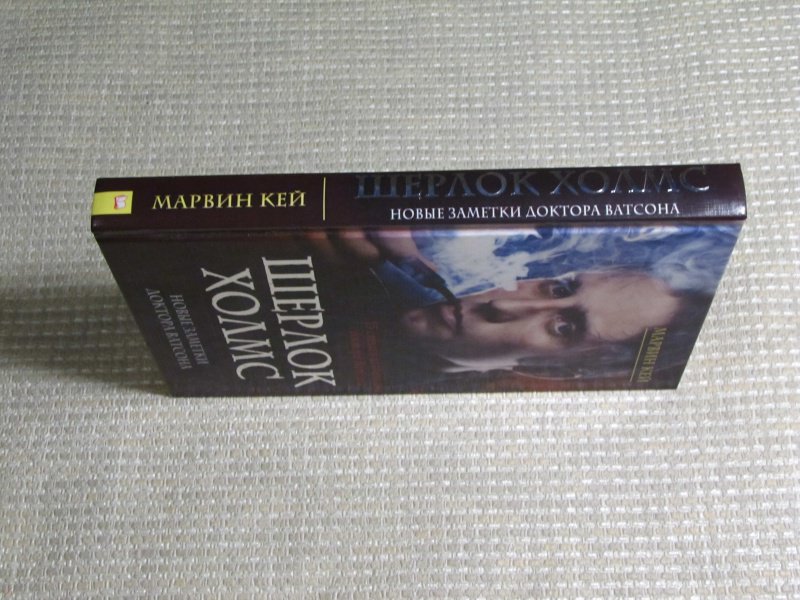 МАРВИН КЕЙ
ШЕРЛОК ХОЛМС
НОВЫЕ ЗАМЕТКИ ДОКТОРА ВАТСОНА
МАРВИН КЕЙ
ШЕРЛОК
ХОЛМС
НОВЫЕ ЗАМЕТКИ
ДОКТОРА ВАТСОНА